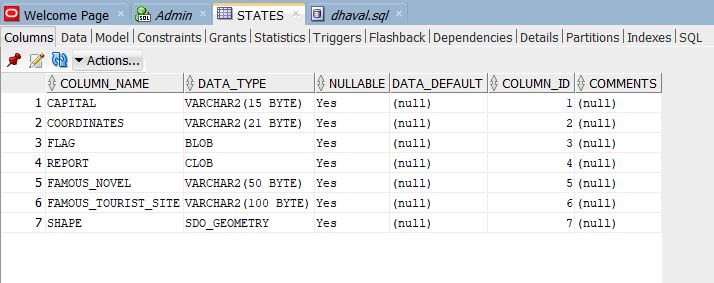 Welcome Page Admin STATES dhaval.sql
Columns Data Model Constraints Grants Statistics Triggers Flashback Dependencies Details Partitions Indexes SQL
Actions...
COLUMN_NAME DATA_TYPE NULLABLE DATA_DEFAULT COLUMN_ID COMMENTS
1 CAPITAL VARCHAR2(15 BYTE) Yes (null) 1 (null)
2 COORDINATES VARCHAR2(21 BYTE) Yes (null) 2 (null)
3 FLAG BLOB Yes (null) 3 (null)
4 REPORT CLOB Yes (null) 4 (null)
5 FAMOUS_NOVEL VARCHAR2(50 BYTE) Yes (null) 5 (null)
6 FAMOUS_TOURIST_SITE VARCHAR2(100 BYTE) Yes (null) 6 (null)
7 SHAPE SDO_GEOMETRY Yes (null) 7 (null)